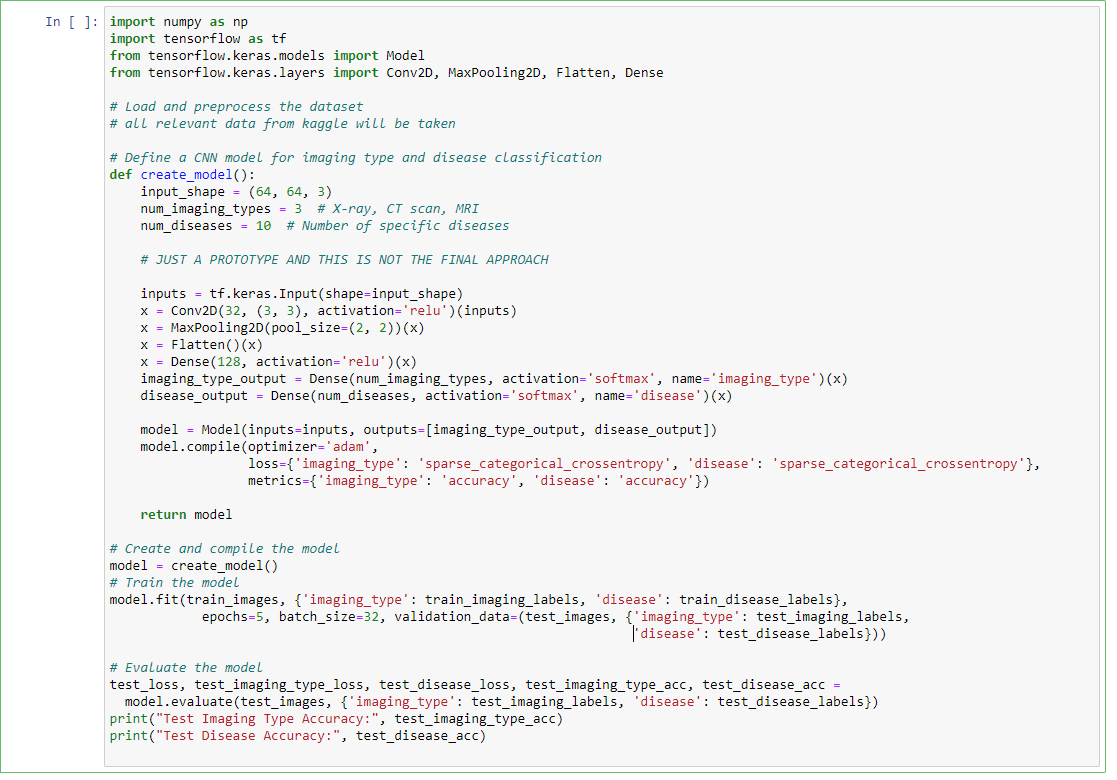 In [ ]: import numpy as np
import tensorflow as tf
from tensorflow.keras.models import Model
from tensorflow.keras.layers import Conv2D, MaxPooling2D, Flatten, Dense

# Load and preprocess the dataset
# all relevant data from kaggle will be taken

# Define a CNN model for imaging type and disease classification
def create_model():
    input_shape = (64, 64, 3)
    num_imaging_types = 3  # X-ray, CT scan, MRI
    num_diseases = 10  # Number of specific diseases

    # JUST A PROTOTYPE AND THIS IS NOT THE FINAL APPROACH

    inputs = tf.keras.Input(shape=input_shape)
    x = Conv2D(32, (3, 3), activation='relu')(inputs)
    x = MaxPooling2D(pool_size=(2, 2))(x)
    x = Flatten()(x)
    x = Dense(128, activation='relu')(x)
    imaging_type_output = Dense(num_imaging_types, activation='softmax', name='imaging_type')(x)
    disease_output = Dense(num_diseases, activation='softmax', name='disease')(x)

    model = Model(inputs=inputs, outputs=[imaging_type_output, disease_output])
    model.compile(optimizer='adam',
                  loss={'imaging_type': 'sparse_categorical_crossentropy', 'disease': 'sparse_categorical_crossentropy'},
                  metrics={'imaging_type': 'accuracy', 'disease': 'accuracy'})

    return model

# Create and compile the model
model = create_model()
# Train the model
model.fit(train_images, {'imaging_type': train_imaging_labels, 'disease': train_disease_labels},
            epochs=5, batch_size=32, validation_data=(test_images, {'imaging_type': test_imaging_labels,
                                                                    'disease': test_disease_labels}))

# Evaluate the model
test_loss, test_imaging_type_loss, test_disease_loss, test_imaging_type_acc, test_disease_acc =
  model.evaluate(test_images, {'imaging_type': test_imaging_labels, 'disease': test_disease_labels})
print("Test Imaging Type Accuracy:", test_imaging_type_acc)
print("Test Disease Accuracy:", test_disease_acc)